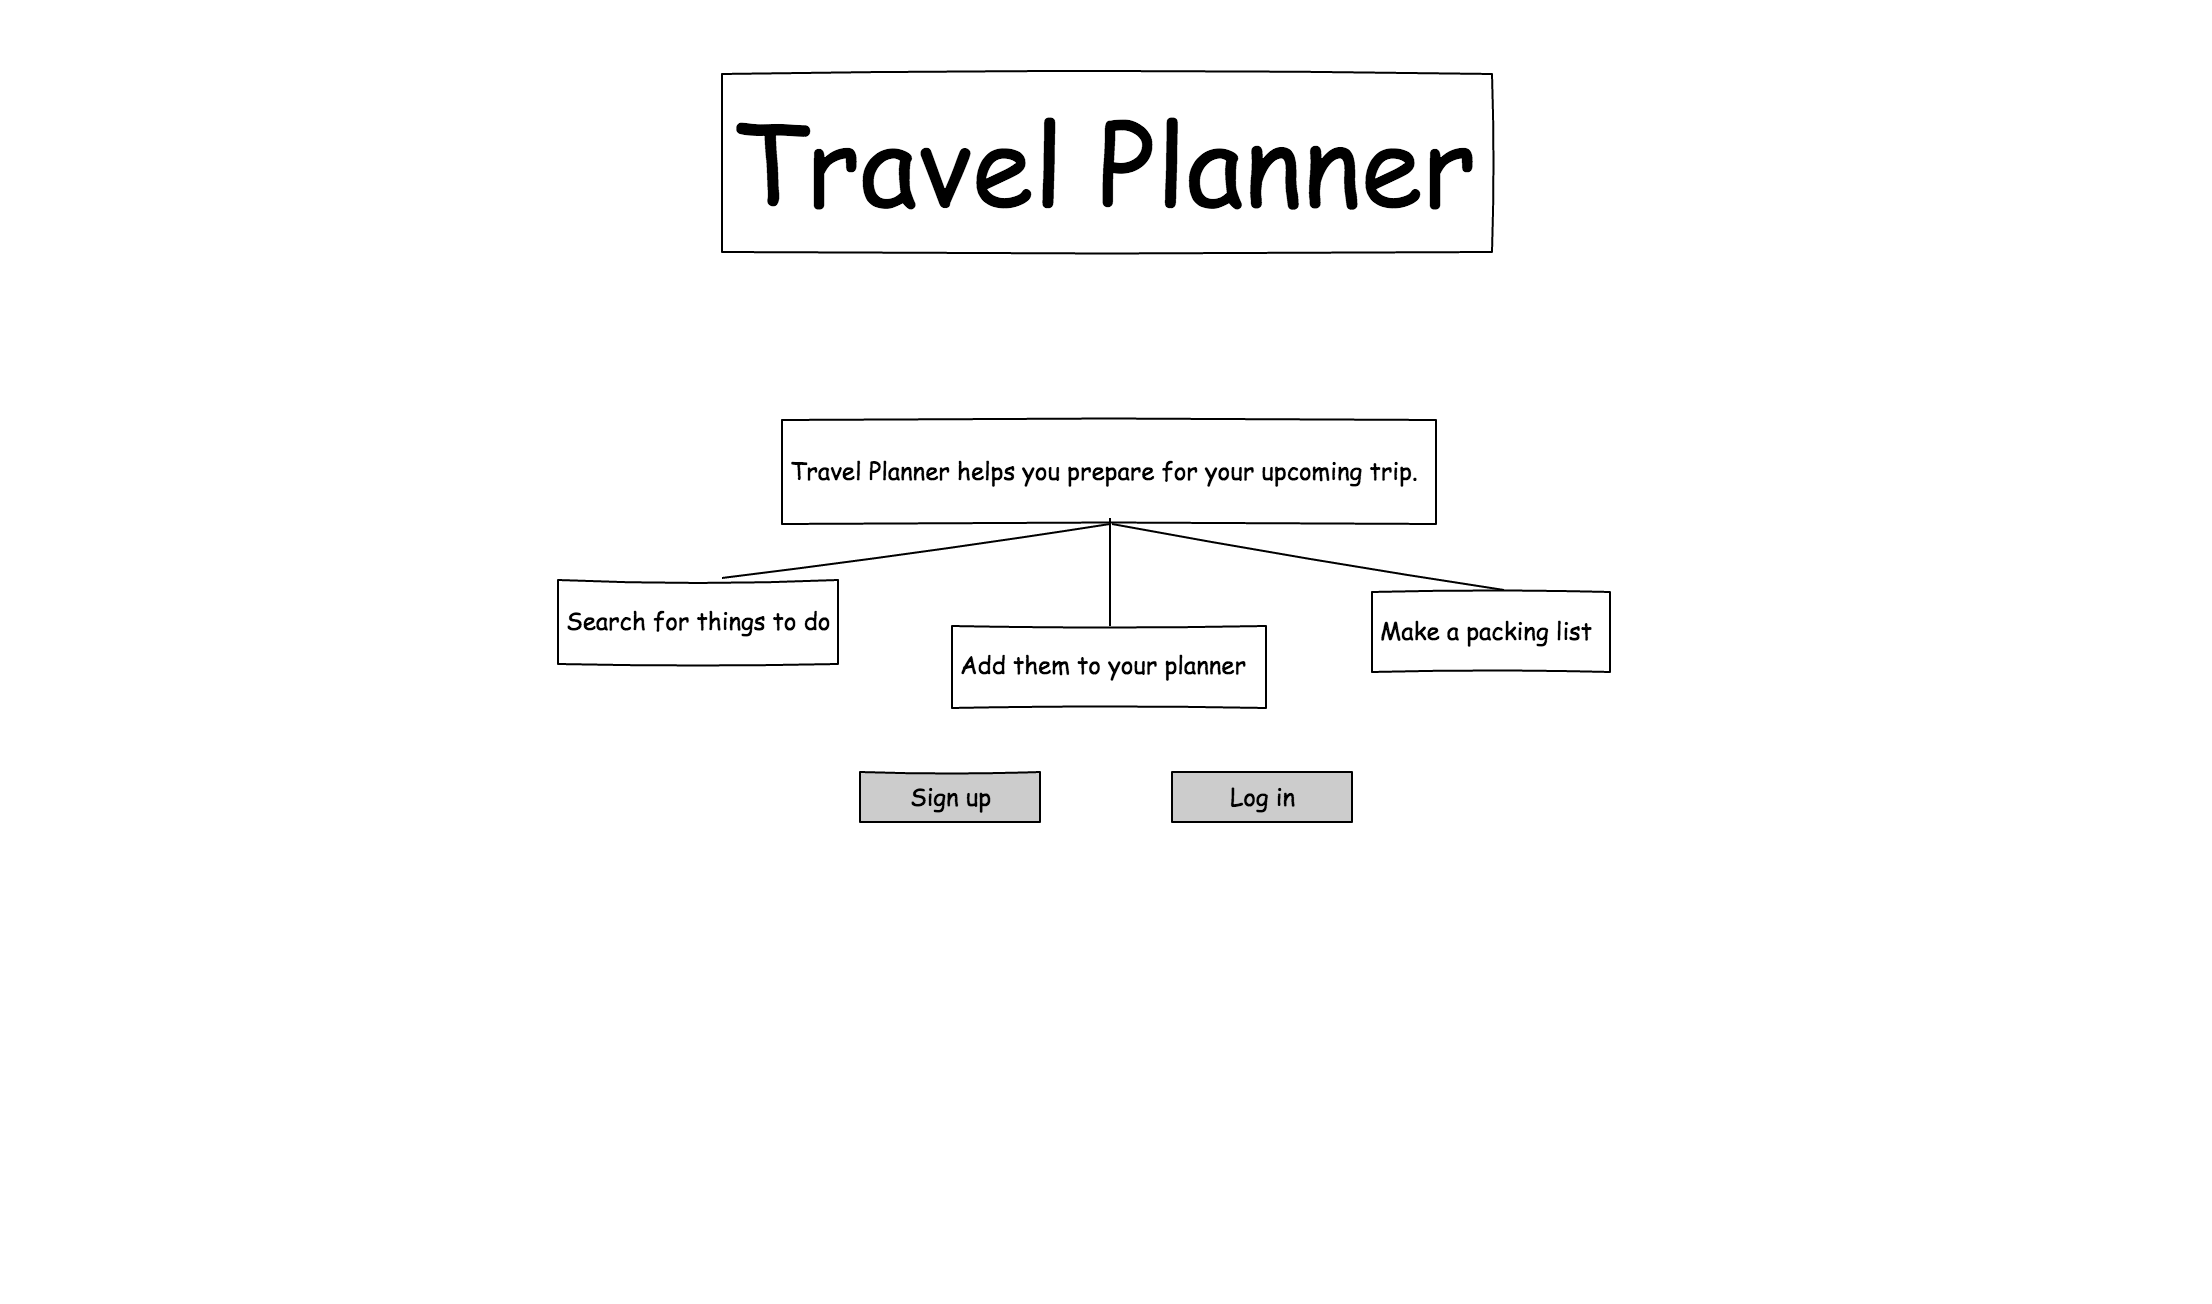 Travel Planner
Travel Planner helps you prepare for your upcoming trip.
Search for things to do
Add them to your planner
Make a packing list
Sign up
Log in